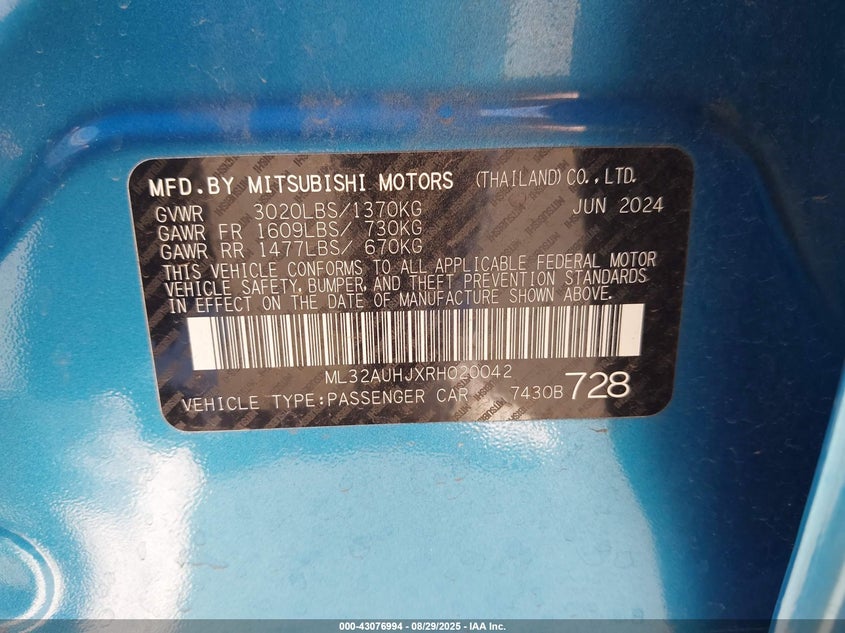 MFD.BY MITSUBISHI MOTORS (THAILAND) CO.,LTD.
GVWR 3020LBS/1370KG JUN 2024
GAWR FR 1609LBS/ 730KG
GAWR RR 1477LBS/ 670KG
THIS VEHICLE CONFORMS TO ALL APPLICABLE FEDERAL MOTOR
VEHICLE SAFETY, BUMPER, AND THEFT PREVENTION STANDARDS
IN EFFECT ON THE DATE OF MANUFACTURE SHOWN ABOVE.
ML32AUHJXRH020042
VEHICLE TYPE:PASSENGER CAR 7430B 728
000-43076994 - 08/29/2025 - IAA Inc.